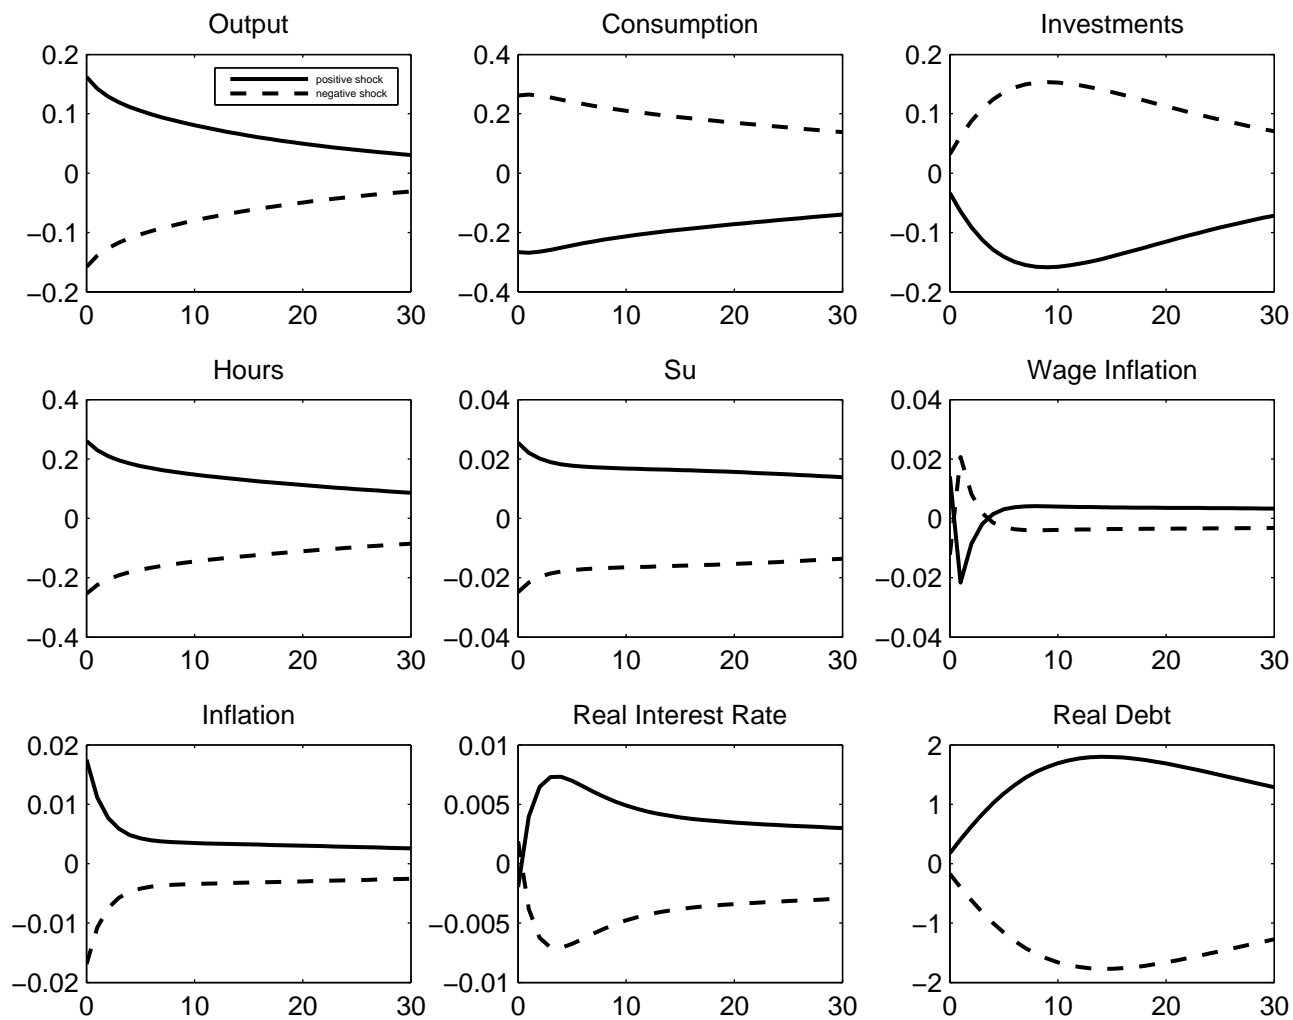 Output
Consumption
Investments
0.2
0.1
0
−0.1
−0.2
positive shock
negative shock
0 10 20 30
0.4
0.2
0
−0.2
−0.4
0 10 20 30
0.2
0.1
0
−0.1
−0.2
0 10 20 30
Hours
Su
Wage Inflation
0.4
0.2
0
−0.2
−0.4
0 10 20 30
0.04
0.02
0
−0.02
−0.04
0 10 20 30
0.04
0.02
0
−0.02
−0.04
0 10 20 30
Inflation
Real Interest Rate
Real Debt
0.02
0.01
0
−0.01
−0.02
0 10 20 30
0.01
0.005
0
−0.005
−0.01
0 10 20 30
2
1
0
−1
−2
0 10 20 30